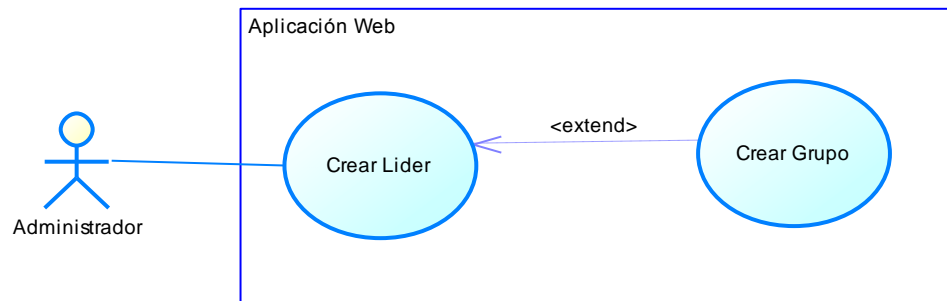 Aplicación Web
<extend>
Crear Lider
Crear Grupo
Administrador